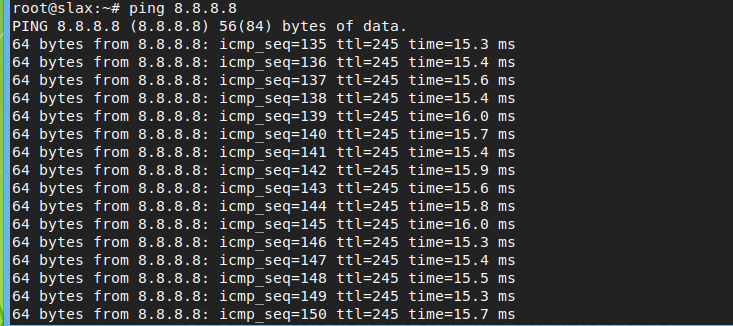 root@slax:~# ping 8.8.8.8
PING 8.8.8.8 (8.8.8.8) 56(84) bytes of data.
64 bytes from 8.8.8.8: icmp_seq=135 ttl=245 time=15.3 ms
64 bytes from 8.8.8.8: icmp_seq=136 ttl=245 time=15.4 ms
64 bytes from 8.8.8.8: icmp_seq=137 ttl=245 time=15.6 ms
64 bytes from 8.8.8.8: icmp_seq=138 ttl=245 time=15.4 ms
64 bytes from 8.8.8.8: icmp_seq=139 ttl=245 time=16.0 ms
64 bytes from 8.8.8.8: icmp_seq=140 ttl=245 time=15.7 ms
64 bytes from 8.8.8.8: icmp_seq=141 ttl=245 time=15.4 ms
64 bytes from 8.8.8.8: icmp_seq=142 ttl=245 time=15.9 ms
64 bytes from 8.8.8.8: icmp_seq=143 ttl=245 time=15.6 ms
64 bytes from 8.8.8.8: icmp_seq=144 ttl=245 time=15.8 ms
64 bytes from 8.8.8.8: icmp_seq=145 ttl=245 time=16.0 ms
64 bytes from 8.8.8.8: icmp_seq=146 ttl=245 time=15.3 ms
64 bytes from 8.8.8.8: icmp_seq=147 ttl=245 time=15.4 ms
64 bytes from 8.8.8.8: icmp_seq=148 ttl=245 time=15.5 ms
64 bytes from 8.8.8.8: icmp_seq=149 ttl=245 time=15.3 ms
64 bytes from 8.8.8.8: icmp_seq=150 ttl=245 time=15.7 ms